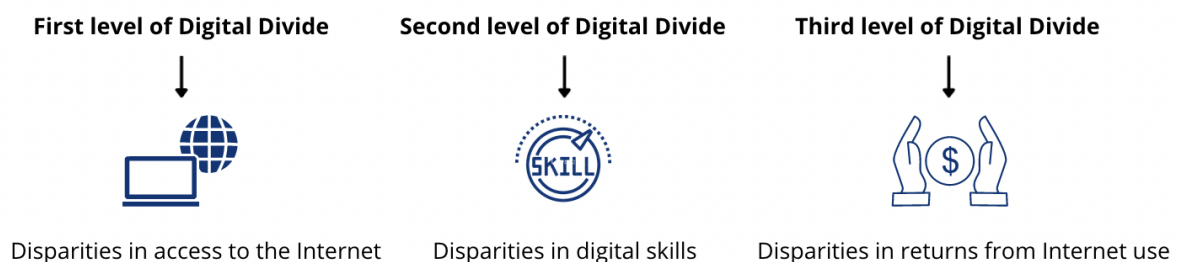 First level of Digital Divide
Second level of Digital Divide
Third level of Digital Divide
SKILL
$
Disparities in access to the Internet
Disparities in digital skills
Disparities in returns from Internet use